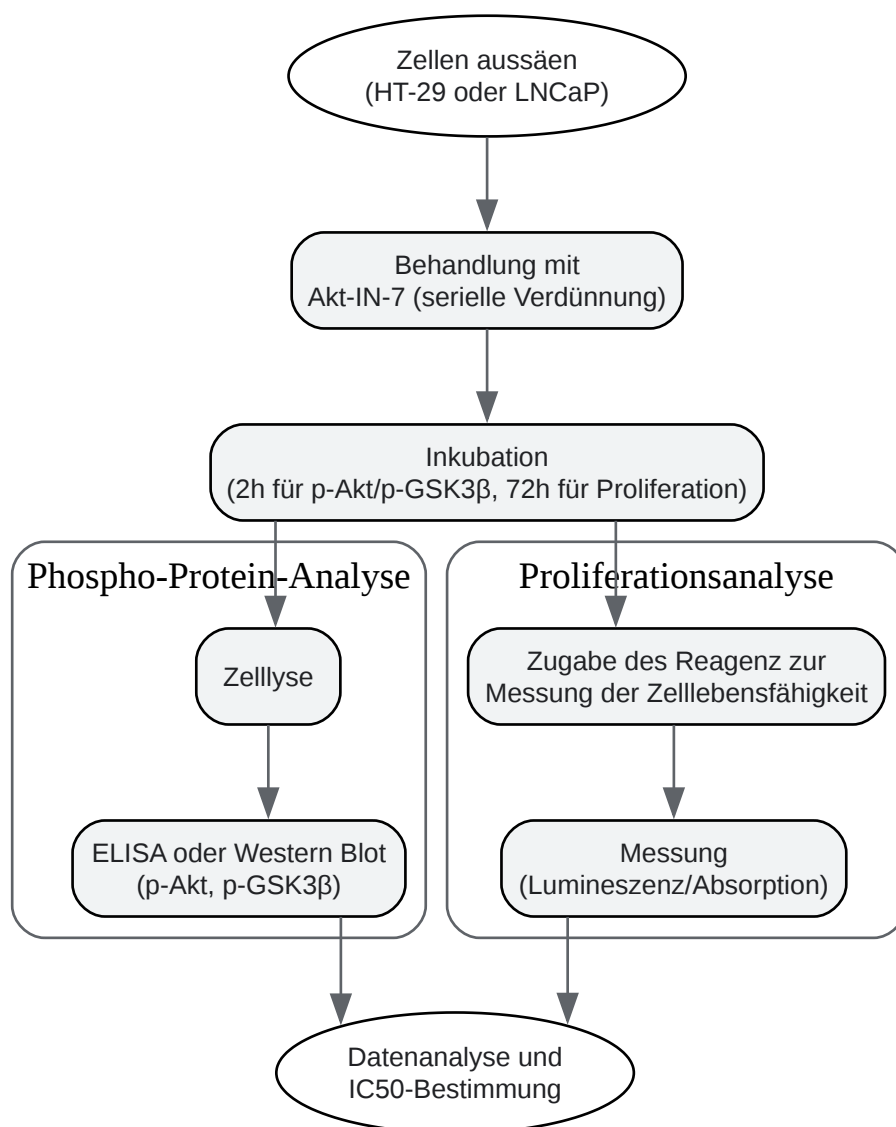 Zellen aussäen
(HT-29 oder LNCaP)
Behandlung mit
Akt-IN-7 (serielle Verdünnung)
Inkubation
(2h für p-Akt/p-GSK3β, 72h für Proliferation)
Phospho-Protein-Analyse
Zelllyse
ELISA oder Western Blot
(p-Akt, p-GSK3β)
Proliferationsanalyse
Zugabe des Reagenz zur
Messung der Zelllebensfähigkeit
Messung
(Lumineszenz/Absorption)
Datenanalyse und
IC50-Bestimmung